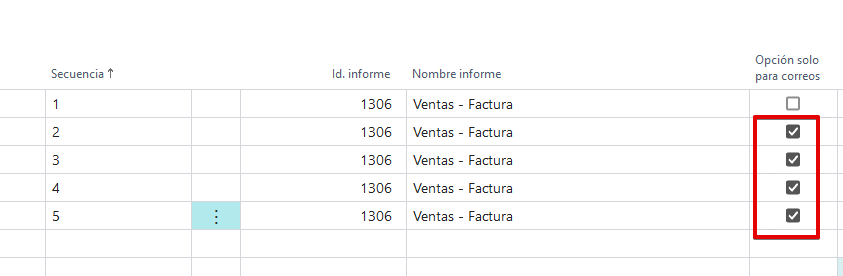 Secuencia↑ Id. informe Nombre informe Opción solo
para correos
1 1306 Ventas - Factura
2 1306 Ventas - Factura
3 1306 Ventas - Factura
4 1306 Ventas - Factura
5 1306 Ventas - Factura